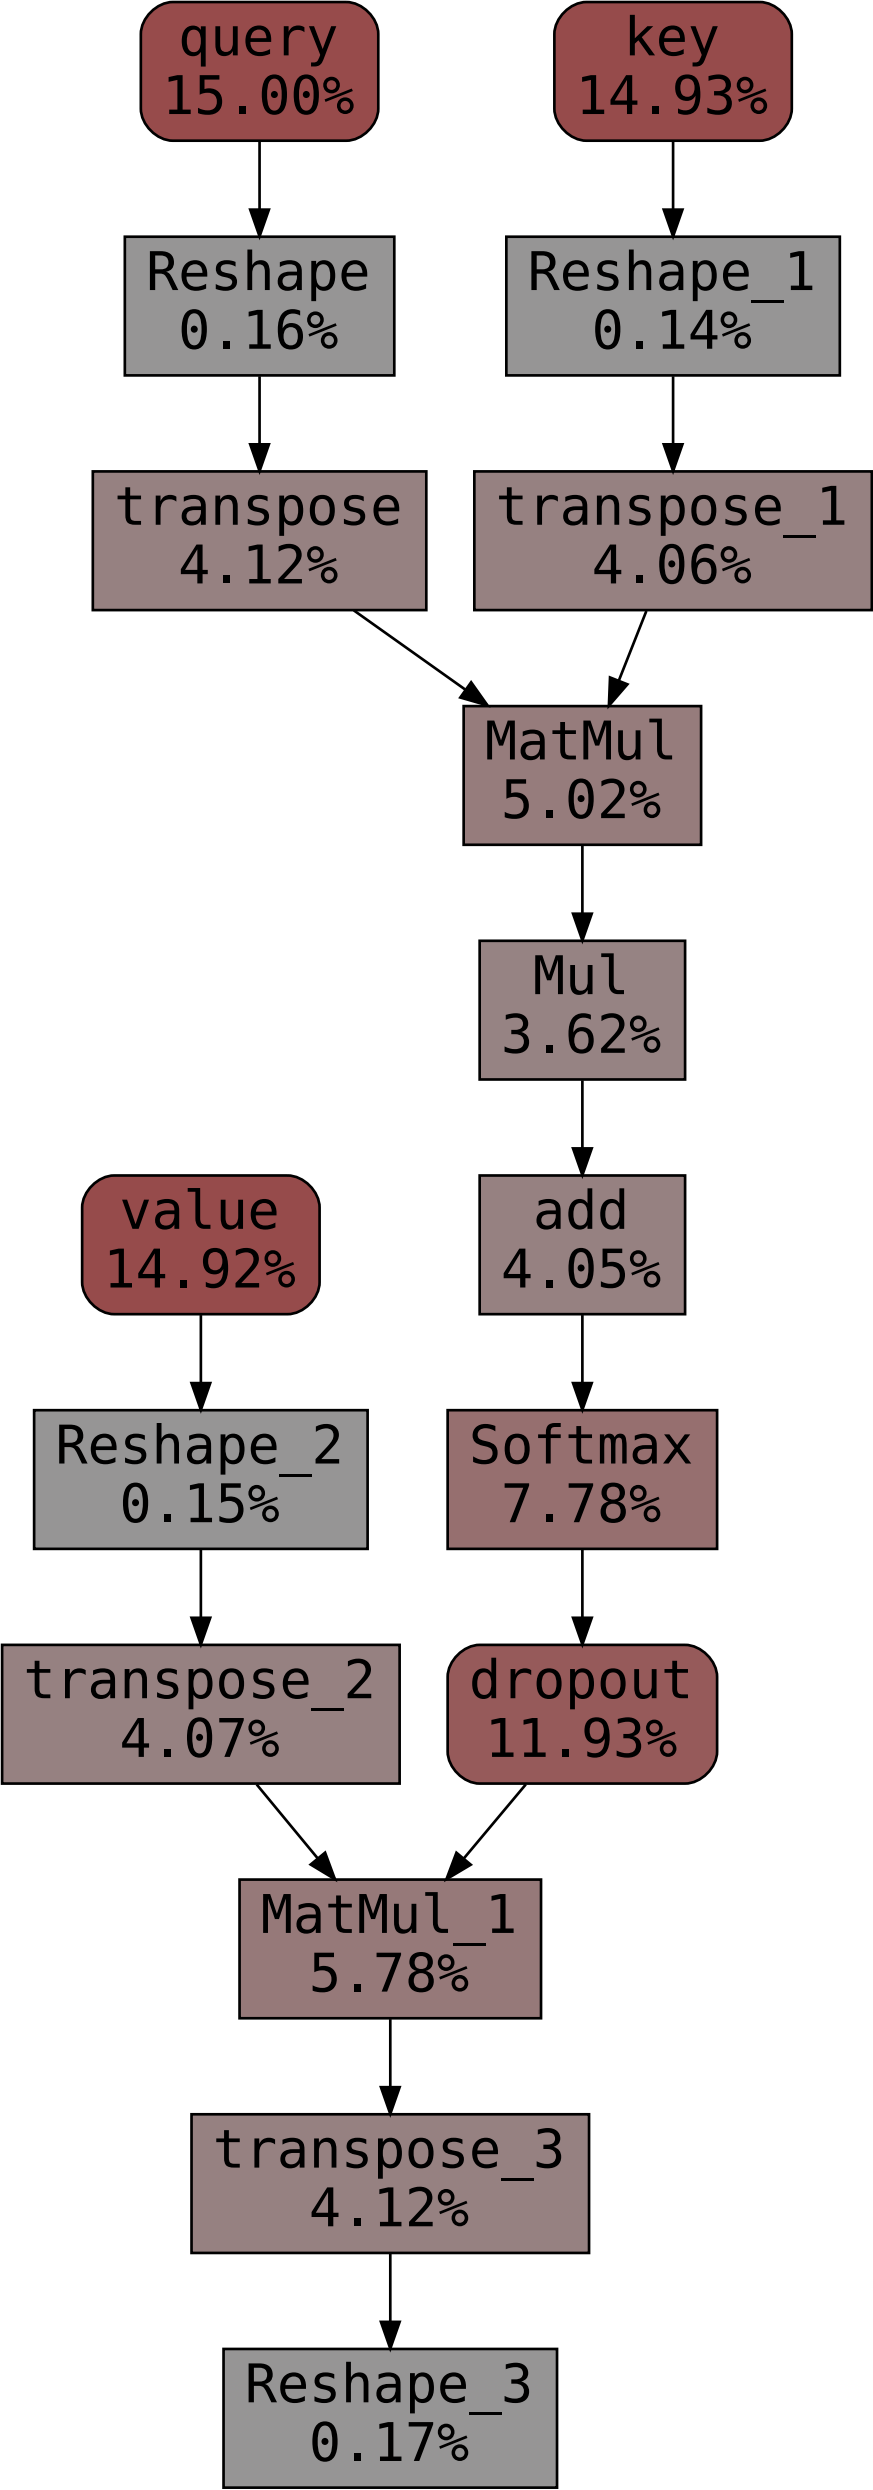 query
15.00%
key
14.93%
Reshape
0.16%
Reshape_1
0.14%
transpose
4.12%
transpose_1
4.06%
MatMul
5.02%
Mul
3.62%
value
14.92%
add
4.05%
Reshape_2
0.15%
Softmax
7.78%
transpose_2
4.07%
dropout
11.93%
MatMul_1
5.78%
transpose_3
4.12%
Reshape_3
0.17%